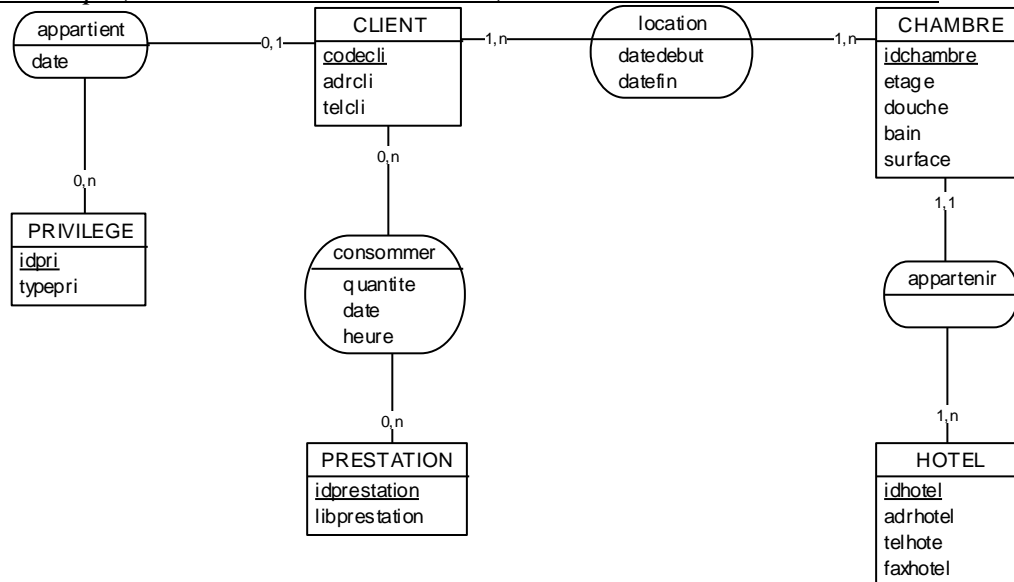 appartient
date
0,1
CLIENT
codecli
adrcli
telcli
1,n
location
datedebut
datefin
1,n
CHAMBRE
idchambre
etage
douche
bain
surface
0,n
PRIVILEGE
idpri
typepri
0,n
consommer
quantite
date
heure
0,n
PRESTATION
idprestation
libprestation
1,1
appartenir
1,n
HOTEL
idhotel
adrhotel
telhote
faxhotel